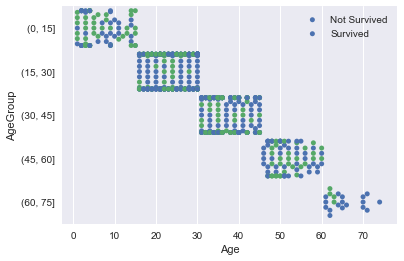 Not Survived
Survived
AgeGroup
(0, 15]
(15, 30]
(30, 45]
(45, 60]
(60, 75]
0 10 20 30 40 50 60 70
Age